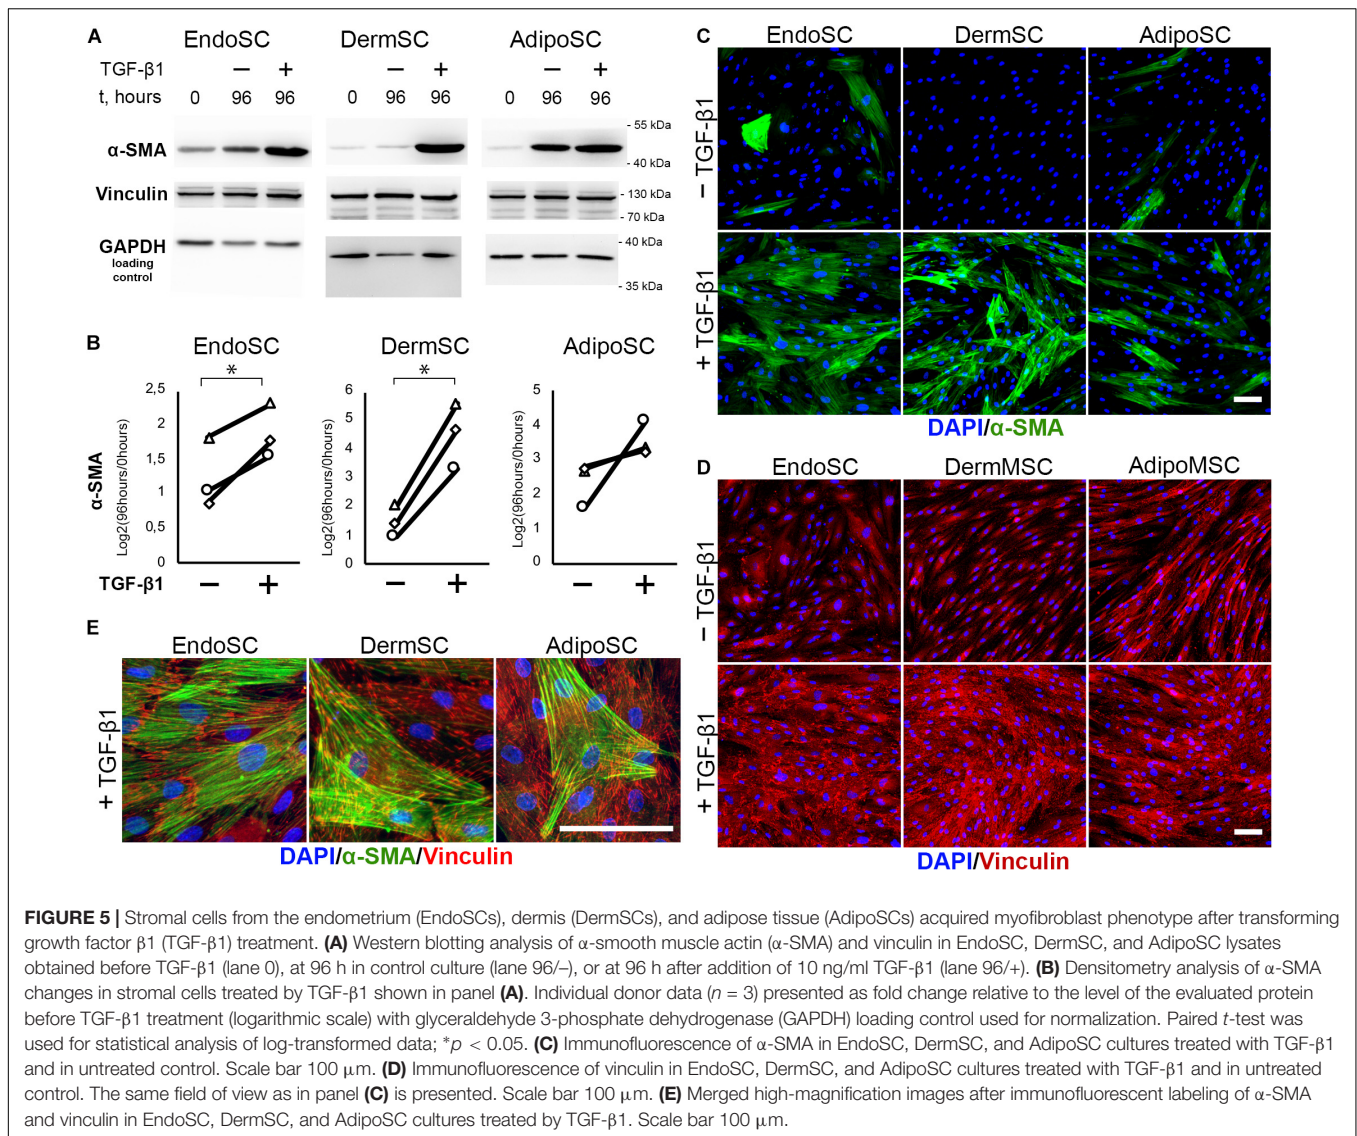 A
EndoSC DermSC AdipoSC
TGF-β1 − + − + − +
t, hours 0 96 96 0 96 96 0 96 96
α-SMA
- 55 kDa
- 40 kDa
Vinculin
- 130 kDa
- 70 kDa
GAPDH
loading
control
- 40 kDa
- 35 kDa
B
EndoSC DermSC AdipoSC
α-SMA
Log2(96hours/0hours)
2,5
2
1,5
1
0,5
0
*
Log2(96hours/0hours)
6
5
4
3
2
1
0
*
Log2(96hours/0hours)
5
4
3
2
1
0
TGF-β1 − + − + − +
C
EndoSC DermSC AdipoSC
− TGF-β1
+ TGF-β1
DAPI/α-SMA
D
EndoSC DermMSC AdipoMSC
− TGF-β1
+ TGF-β1
DAPI/Vinculin
E
EndoSC DermSC AdipoSC
+ TGF-β1
DAPI/α-SMA/Vinculin
FIGURE 5 | Stromal cells from the endometrium (EndoSCs), dermis (DermSCs), and adipose tissue (AdipoSCs) acquired myofibroblast phenotype after transforming
growth factor β1 (TGF-β1) treatment. (A) Western blotting analysis of α-smooth muscle actin (α-SMA) and vinculin in EndoSC, DermSC, and AdipoSC lysates
obtained before TGF-β1 (lane 0), at 96 h in control culture (lane 96/–), or at 96 h after addition of 10 ng/ml TGF-β1 (lane 96/+). (B) Densitometry analysis of α-SMA
changes in stromal cells treated by TGF-β1 shown in panel (A). Individual donor data (n = 3) presented as fold change relative to the level of the evaluated protein
before TGF-β1 treatment (logarithmic scale) with glyceraldehyde 3-phosphate dehydrogenase (GAPDH) loading control used for normalization. Paired t-test was
used for statistical analysis of log-transformed data; *p < 0.05. (C) Immunofluorescence of α-SMA in EndoSC, DermSC, and AdipoSC cultures treated with TGF-β1
and in untreated control. Scale bar 100 μm. (D) Immunofluorescence of vinculin in EndoSC, DermSC, and AdipoSC cultures treated with TGF-β1 and in untreated
control. The same field of view as in panel (C) is presented. Scale bar 100 μm. (E) Merged high-magnification images after immunofluorescent labeling of α-SMA
and vinculin in EndoSC, DermSC, and AdipoSC cultures treated by TGF-β1. Scale bar 100 μm.